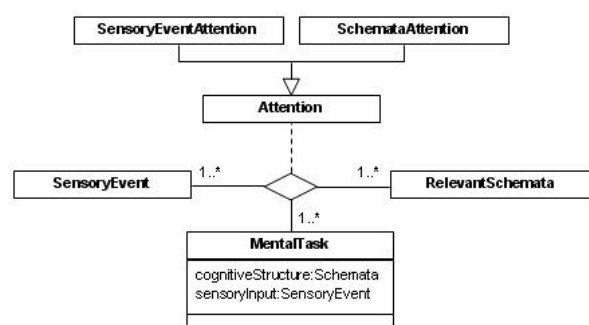 SensoryEventAttention
SchemataAttention
Attention
1..*
1..*
SensoryEvent
RelevantSchemata
1..*
MentalTask
cognitiveStructure:Schemata
sensoryInput:SensoryEvent